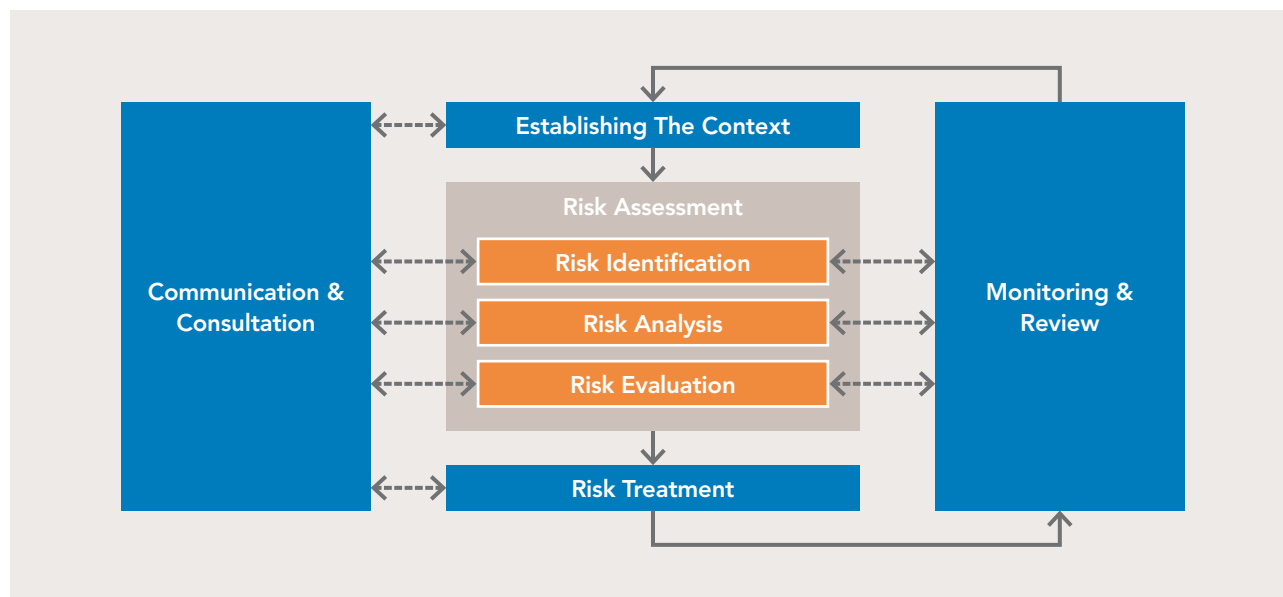 Establishing The Context
Risk Assessment
Risk Identification
Risk Analysis
Risk Evaluation
Risk Treatment
Communication &
Consultation
Monitoring &
Review